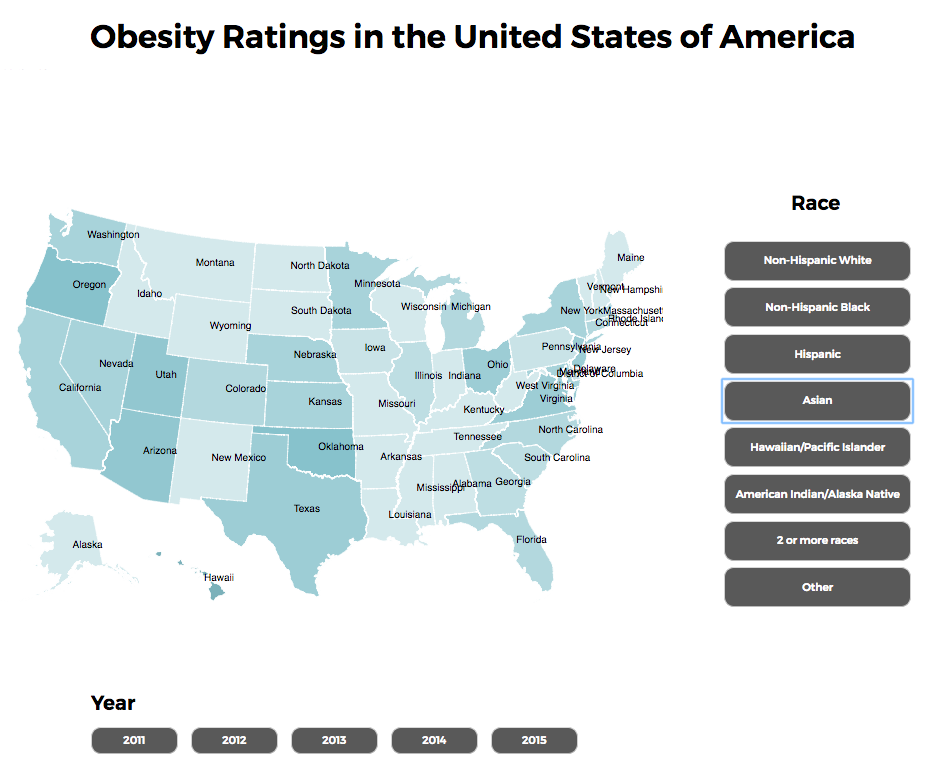 Obesity Ratings in the United States of America
Race
Non-Hispanic White
Non-Hispanic Black
Hispanic
Asian
Hawaiian/Pacific Islander
American Indian/Alaska Native
2 or more races
Other
Washington
Montana
North Dakota
Minnesota
Maine
Oregon
Idaho
Vermont
New Hampshi
Wyoming
South Dakota
Wisconsin
Michigan
New York
Massachuset
Rhode Islan
Connecticut
Nevada
Utah
Nebraska
Iowa
Pennsylvania
New Jersey
California
Colorado
Kansas
Illinois
Indiana
Ohio
Delaware
District of Columbia
West Virginia
Virginia
Missouri
Kentucky
Arizona
New Mexico
Oklahoma
Arkansas
Tennessee
North Carolina
South Carolina
Texas
Louisiana
Mississippi
Alabama
Georgia
Alaska
Hawaii
Florida
Year
2011
2012
2013
2014
2015